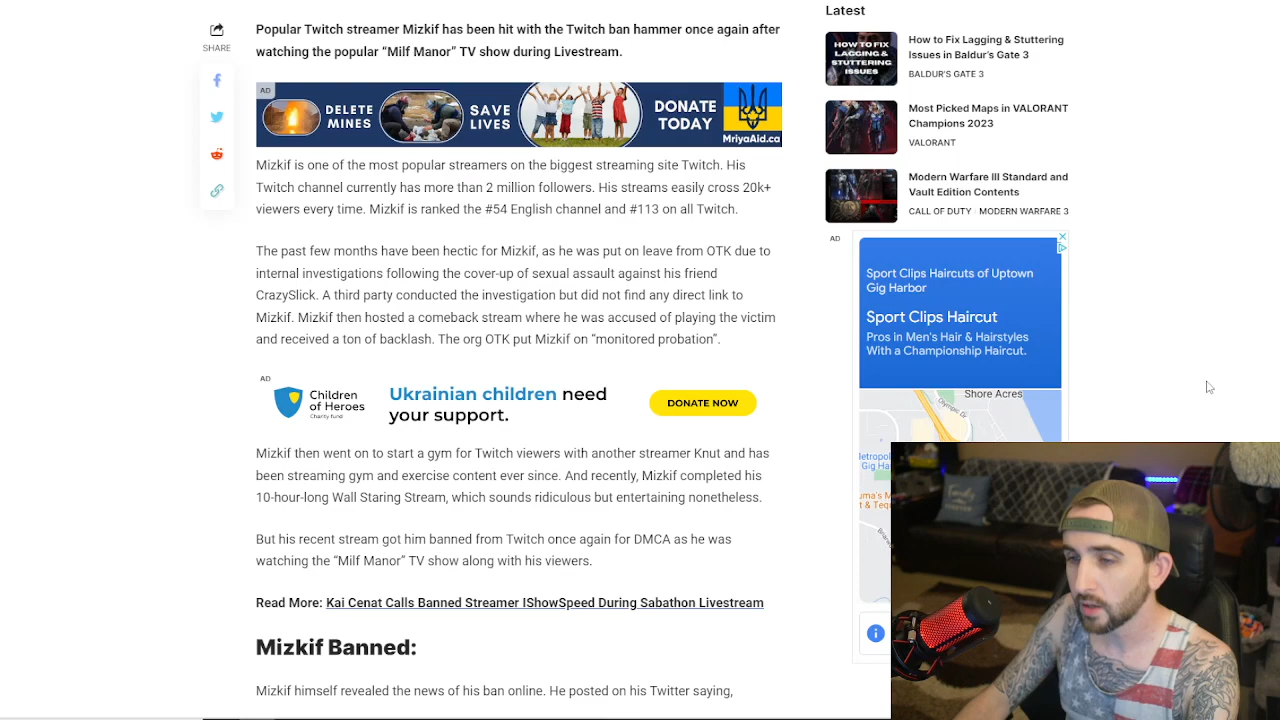 SHARE
Popular Twitch streamer Mizkif has been hit with the Twitch ban hammer once again after
watching the popular “Milf Manor” TV show during Livestream.
AD
DELETE
MINES
SAVE
LIVES
DONATE
TODAY
MriyaAid.ca
Mizkif is one of the most popular streamers on the biggest streaming site Twitch. His
Twitch channel currently has more than 2 million followers. His streams easily cross 20k+
viewers every time. Mizkif is ranked the #54 English channel and #113 on all Twitch.
The past few months have been hectic for Mizkif, as he was put on leave from OTK due to
internal investigations following the cover-up of sexual assault against his friend
CrazySlick. A third party conducted the investigation but did not find any direct link to
Mizkif. Mizkif then hosted a comeback stream where he was accused of playing the victim
and received a ton of backlash. The org OTK put Mizkif on “monitored probation”.
AD
Children
of Heroes
Charity fund
Ukrainian children need
your support.
DONATE NOW
Mizkif then went on to start a gym for Twitch viewers with another streamer Knut and has
been streaming gym and exercise content ever since. And recently, Mizkif completed his
10-hour-long Wall Staring Stream, which sounds ridiculous but entertaining nonetheless.
But his recent stream got him banned from Twitch once again for DMCA as he was
watching the “Milf Manor” TV show along with his viewers.
Read More: Kai Cenat Calls Banned Streamer IShowSpeed During Sabathon Livestream
Mizkif Banned:
Mizkif himself revealed the news of his ban online. He posted on his Twitter saying,
Latest
HOW TO FIX
LAGGING &
STUTTERING
ISSUES
How to Fix Lagging & Stuttering
Issues in Baldur's Gate 3
BALDUR'S GATE 3
Most Picked Maps in VALORANT
Champions 2023
VALORANT
Modern Warfare III Standard and
Vault Edition Contents
CALL OF DUTY MODERN WARFARE 3
AD
Sport Clips Haircuts of Uptown
Gig Harbor
Sport Clips Haircut
Pros in Men's Hair & Hairstyles
With a Championship Haircut.
Shore Acres
Olympic Dr